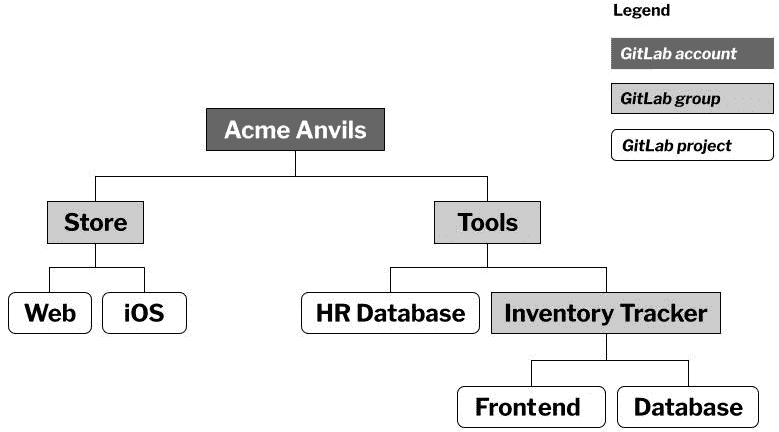 Legend
GitLab account
GitLab group
GitLab project
Acme Anvils
Store
Tools
Web
iOS
HR Database
Inventory Tracker
Frontend
Database